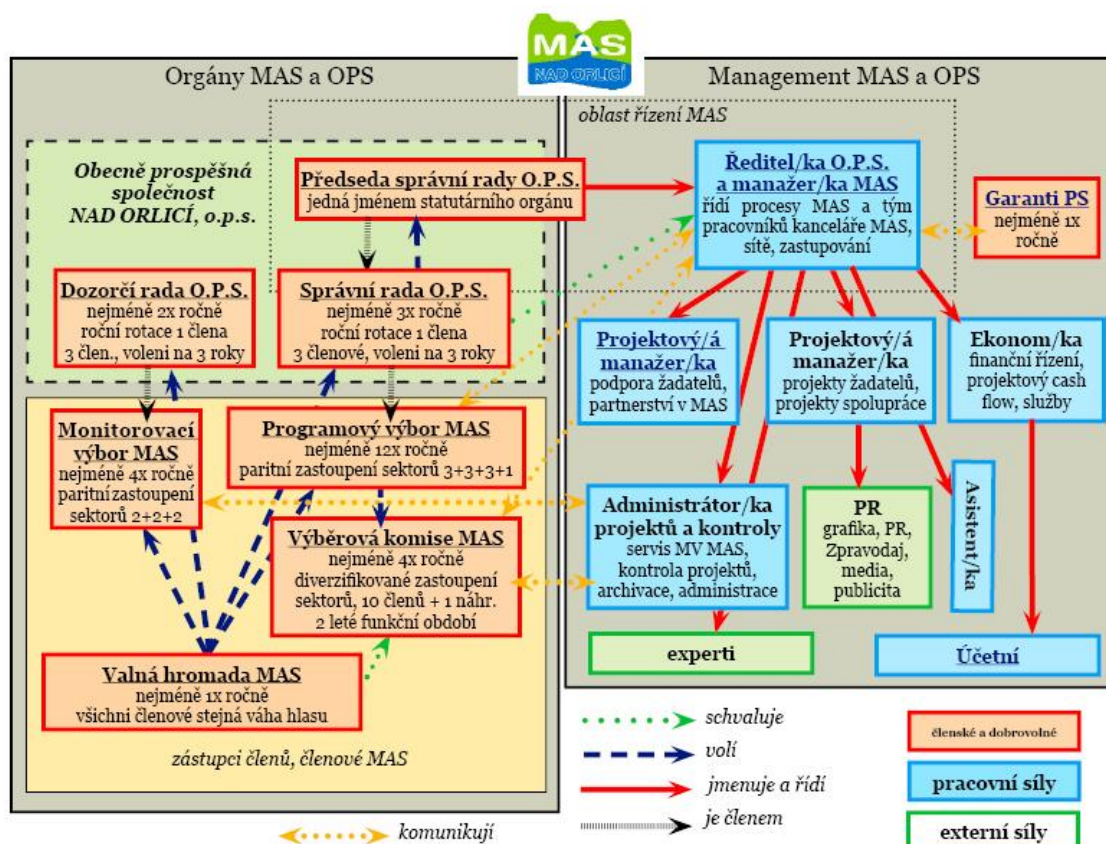 MAS
NAD ORLICÍ
Orgány MAS a OPS
Management MAS a OPS
oblast řízení MAS
Obecně prospěšná
společnost
NAD ORLICÍ, o.p.s.
Předseda správní rady O.P.S.
jedná jménem statutárního orgánu
Ředitel/ka O.P.S.
a manažer/ka MAS
řídí procesy MAS a tým
pracovníků kanceláře MAS,
sítě, zastupování
Garanti PS
nejméně 1x
ročně
Dozorčí rada O.P.S.
nejméně 2x ročně
roční rotace 1 člena
3 člen., voleni na 3 roky
Správní rada O.P.S.
nejméně 3x ročně
roční rotace 1 člena
3 členové, voleni na 3 roky
Projektový/á
manažer/ka
podpora žadatelů,
partnerství v MAS
Projektový/á
manažer/ka
projekty žadatelů,
projekty spolupráce
Ekonom/ka
finanční řízení,
projektový cash
flow, služby
Monitorovací
výbor MAS
nejméně 4x ročně
paritní zastoupení
sektorů 2+2+2
Programový výbor MAS
nejméně 12x ročně
paritní zastoupení sektorů 3+3+3+1
Výběrová komise MAS
nejméně 4x ročně
diverzifikované zastoupení
sektorů, 10 členů + 1 náhr.
2 leté funkční období
Administrátor/ka
projektů a kontroly
servis MV MAS,
kontrola projektů,
archivace, administrace
PR
grafika, PR,
Zpravodaj,
media,
publicita
Asistent/ka
experti
Účetní
Valná hromada MAS
nejméně 1x ročně
všichni členové stejná váha hlasu
zástupci členů, členové MAS
schvaluje
volí
jmenuje a řídí
je členem
komunikují
členské a dobrovolné
pracovní síly
externí síly